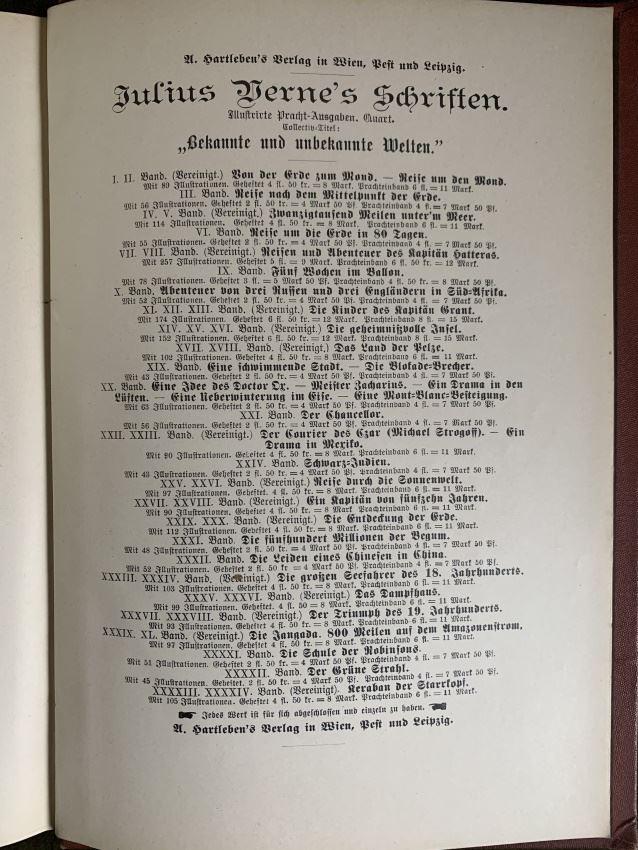 A. Hartleben's Verlag in Wien, Pest und Leipzig.
Julius Verne's Schriften.
Illustrirte Pracht-Ausgaben. Quart.
Collectiv-Titel:
„Bekannte und unbekannte Welten.“
I. II. Band. (Vereinigt.) Von der Erde zum Mond. — Reise um den Mond.
Mit 80 Illustrationen. Geheftet 4 fl. 50 kr. = 8 Mark. Prachteinband 6 fl. = 11 Mark.
III. Band. Reise nach dem Mittelpunkt der Erde.
Mit 56 Illustrationen. Geheftet 2 fl. 50 kr. = 4 Mark 50 Pf. Prachteinband 4 fl. = 7 Mark 50 Pf.
IV. V. Band. (Vereinigt.) Zwanzigtausend Meilen unter'm Meer.
Mit 114 Illustrationen. Geheftet 4 fl. 50 kr. = 8 Mark. Prachteinband 6 fl. = 11 Mark.
VI. Band. Reise um die Erde in 80 Tagen.
Mit 55 Illustrationen. Geheftet 2 fl. 50 kr. = 4 Mark 50 Pf. Prachteinband 4 fl. = 7 Mark 50 Pf.
VII. VIII. Band. (Vereinigt.) Reisen und Abenteuer des Kapitän Hatteras.
Mit 257 Illustrationen. Geheftet 5 fl. = 9 Mark. Prachteinband 6 fl. 50 kr. = 12 Mark.
IX. Band. Fünf Wochen im Ballon.
Mit 78 Illustrationen. Geheftet 3 fl. = 5 Mark 50 Pf. Prachteinband 4 fl. 50 kr. = 8 Mark 50 Pf.
X. Band. Abenteuer von drei Russen und drei Engländern in Süd-Afrika.
Mit 52 Illustrationen. Geheftet 2 fl. 50 kr. = 4 Mark 50 Pf. Prachteinband 4 fl. = 7 Mark 50 Pf.
XI. XII. XIII. Band. (Vereinigt.) Die Kinder des Kapitän Grant.
Mit 174 Illustrationen. Geheftet 6 fl. 50 kr. = 12 Mark. Prachteinband 8 fl. = 15 Mark.
XIV. XV. XVI. Band. (Vereinigt.) Die geheimnißvolle Insel.
Mit 152 Illustrationen. Geheftet 6 fl. 50 kr. = 12 Mark. Prachteinband 8 fl. = 15 Mark.
XVII. XVIII. Band. (Vereinigt.) Das Land der Pelze.
Mit 102 Illustrationen. Geheftet 4 fl. 50 kr. = 8 Mark. Prachteinband 6 fl. = 11 Mark.
XIX. Band. Eine schwimmende Stadt. — Die Blokade-Brecher.
Mit 43 Illustrationen. Geheftet 2 fl. 50 kr. = 4 Mark 50 Pf. Prachteinband 4 fl. = 7 Mark 50 Pf.
XX. Band. Eine Idee des Doctor Ox. — Meister Zacharius. — Ein Drama in den
Lüften. — Eine Ueberwinterung im Eise. — Eine Mont-Blanc-Besteigung.
Mit 63 Illustrationen. Geheftet 2 fl. 50 kr. = 4 Mark 50 Pf. Prachteinband 4 fl. = 7 Mark 50 Pf.
XXI. Band. Der Chancellor.
Mit 56 Illustrationen. Geheftet 2 fl. 50 kr. = 4 Mark 50 Pf. Prachteinband 4 fl. = 7 Mark 50 Pf.
XXII. XXIII. Band. (Vereinigt.) Der Courier des Czar (Michael Strogoff). — Ein
Drama in Mexiko.
Mit 90 Illustrationen. Geheftet 4 fl. 50 kr. = 8 Mark. Prachteinband 6 fl. = 11 Mark.
XXIV. Band. Schwarz-Indien.
Mit 43 Illustrationen. Geheftet 2 fl. 50 kr. = 4 Mark 50 Pf. Prachteinband 4 fl. = 7 Mark 50 Pf.
XXV. XXVI. Band. (Vereinigt.) Reise durch die Sonnenwelt.
Mit 97 Illustrationen. Geheftet 4 fl. 50 kr. = 8 Mark. Prachteinband 6 fl. = 11 Mark.
XXVII. XXVIII. Band. (Vereinigt.) Ein Kapitän von fünfzehn Jahren.
Mit 90 Illustrationen. Geheftet 4 fl. 50 kr. = 8 Mark. Prachteinband 6 fl. = 11 Mark.
XXIX. XXX. Band. (Vereinigt.) Die Entdeckung der Erde.
Mit 112 Illustrationen. Geheftet 4 fl. 50 kr. = 8 Mark. Prachteinband 6 fl. = 11 Mark.
XXXI. Band. Die fünfhundert Millionen der Begum.
Mit 48 Illustrationen. Geheftet 2 fl. 50 kr. = 4 Mark 50 Pf. Prachteinband 4 fl. = 7 Mark 50 Pf.
XXXII. Band. Die Leiden eines Chinesen in China.
Mit 52 Illustrationen. Geheftet 2 fl. 50 kr. = 4 Mark 50 Pf. Prachteinband 4 fl. = 7 Mark 50 Pf.
XXXIII. XXXIV. Band. (Vereinigt.) Die großen Seefahrer des 18. Jahrhunderts.
Mit 103 Illustrationen. Geheftet 4 fl. 50 kr. = 8 Mark. Prachteinband 6 fl. = 11 Mark.
XXXV. XXXVI. Band. (Vereinigt.) Das Dampfhaus.
Mit 99 Illustrationen. Geheftet. 4 fl. 50 kr. = 8 Mark. Prachteinband 6 fl. = 11 Mark.
XXXVII. XXXVIII. Band. (Vereinigt.) Der Triumph des 19. Jahrhunderts.
Mit 93 Illustrationen. Geheftet 4 fl. 50 kr. = 8 Mark. Prachteinband 6 fl. = 11 Mark.
XXXIX. XL. Band. (Vereinigt.) Die Jangada. 800 Meilen auf dem Amazonenstrom.
Mit 97 Illustrationen. Geheftet 4 fl. 50 kr. = 8 Mark. Prachteinband 6 fl. = 11 Mark.
XXXXI. Band. Die Schule der Robinsons.
Mit 51 Illustrationen. Geheftet 2 fl. 50 kr. = 4 Mark 50 Pf. Prachteinband 4 fl. = 7 Mark 50 Pf.
XXXXII. Band. Der Grüne Strahl.
Mit 45 Illustrationen. Geheftet. 2 fl. 50 kr. = 4 Mark 50 Pf. Prachteinband 4 fl. = 7 Mark 50 Pf.
XXXXIII. XXXXIV. Band. (Vereinigt). Keraban der Starrkopf.
Mit 105 Illustrationen. Geheftet 4 fl. 50 kr. = 8 Mark. Prachteinband 6 fl. = 11 Mark.
Jedes Werk ist für sich abgeschlossen und einzeln zu haben.
A. Hartleben's Verlag in Wien, Pest und Leipzig.